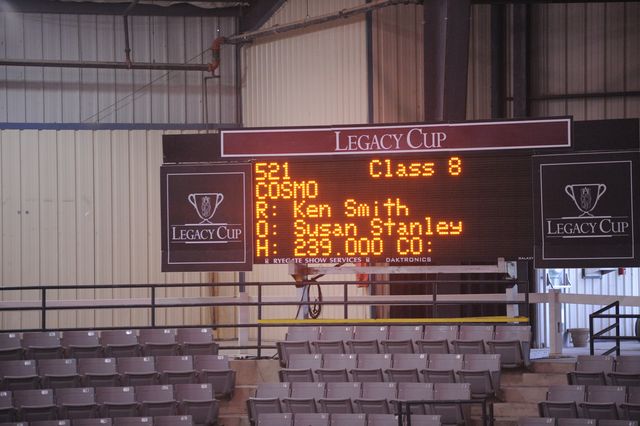 LEGACY CUP
521 Class 8
COSMO
R: Ken Smith
O: Susan Stanley
H: 239.000 CO:
LEGACY CUP
LEGACY CUP
RYEGATE SHOW SERVICES DAKTRONICS GALAXY